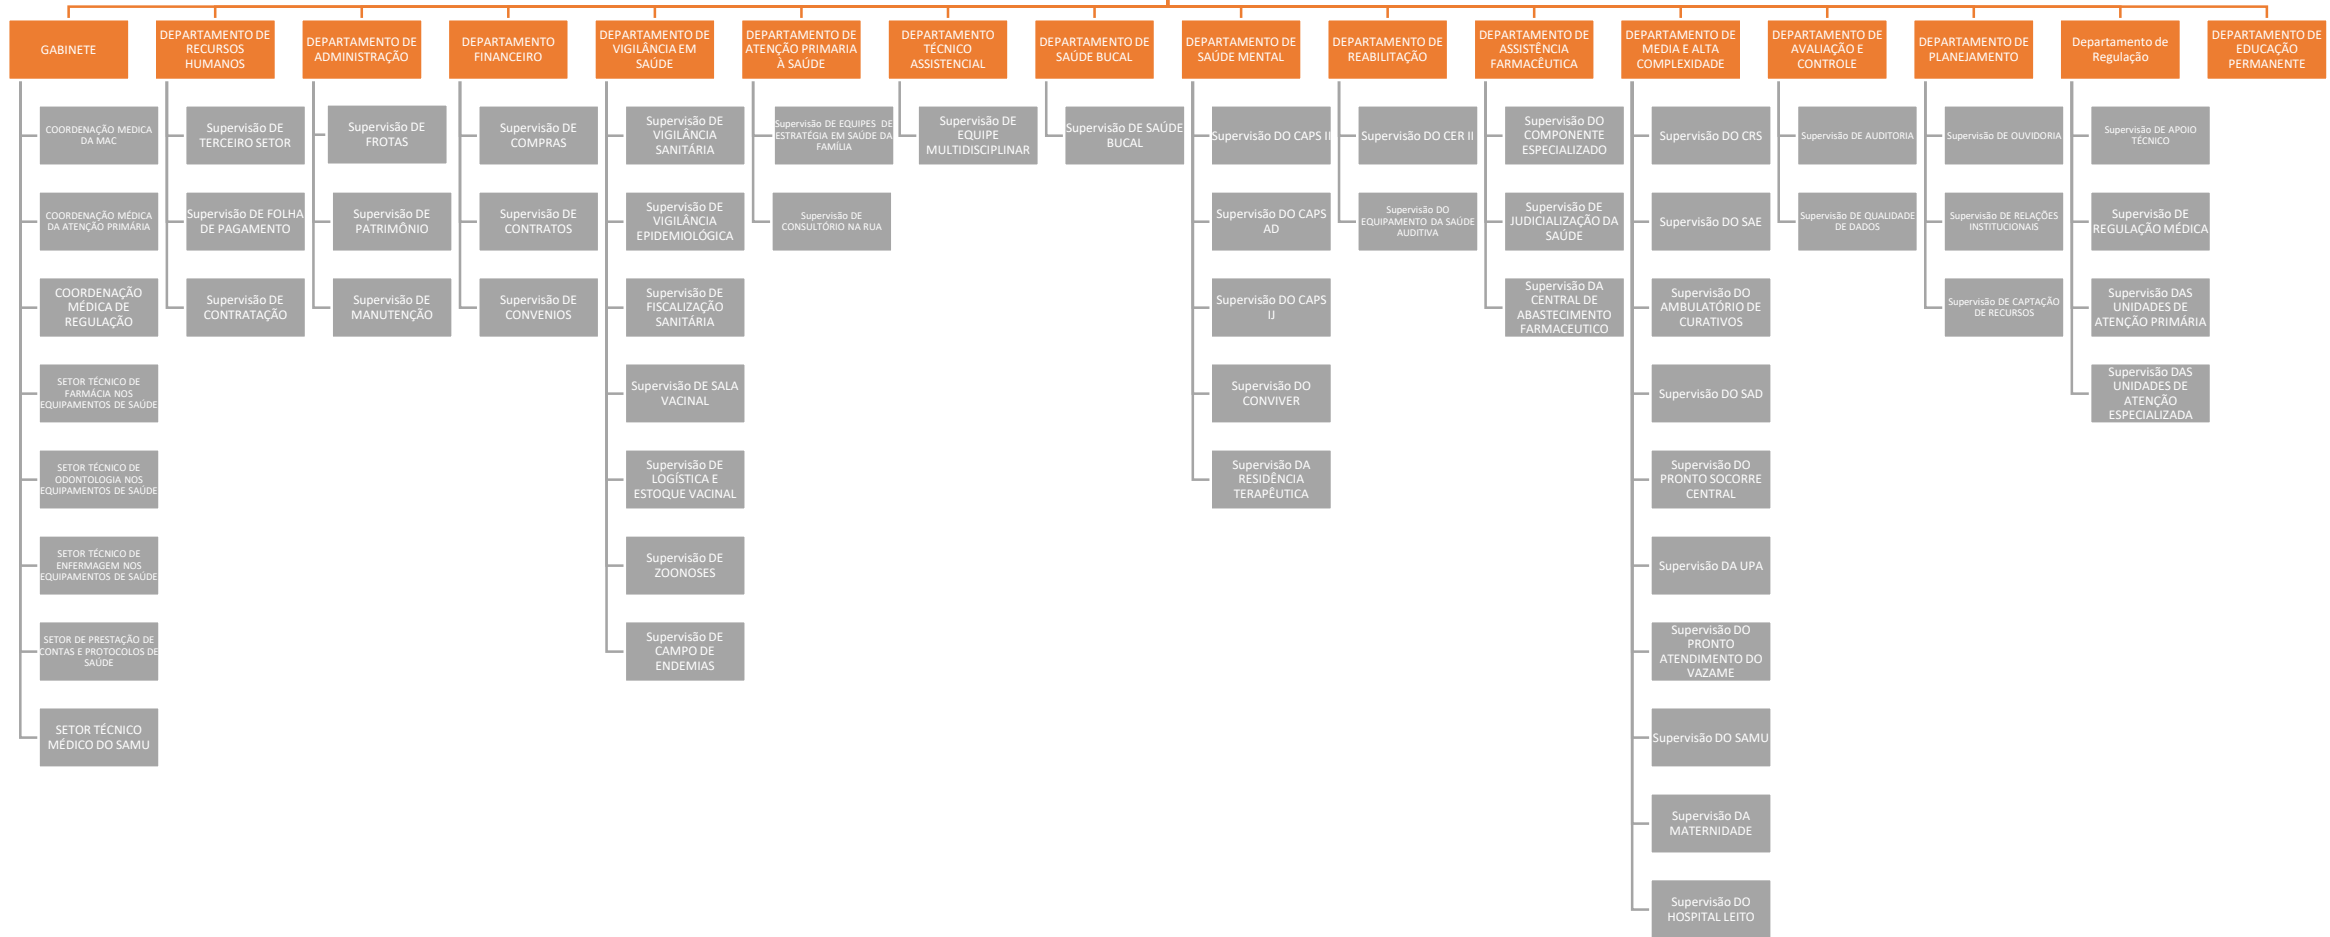 GABINETE
COORDENAÇÃO MEDICA
DA MAC
COORDENAÇÃO MÉDICA
DA ATENÇÃO PRIMÁRIA
COORDENAÇÃO
MÉDICA DE
REGULAÇÃO
SETOR TÉCNICO DE
FARMÁCIA NOS
EQUIPAMENTOS DE SAÚDE
SETOR TÉCNICO DE
ODONTOLOGIA NOS
EQUIPAMENTOS DE SAÚDE
SETOR TÉCNICO DE
ENFERMAGEM NOS
EQUIPAMENTOS DE SAÚDE
SETOR DE PRESTAÇÃO DE
CONTAS E PROTOCOLOS DE
SAÚDE
SETOR TÉCNICO
MÉDICO DO SAMU
DEPARTAMENTO DE
RECURSOS
HUMANOS
Supervisão DE
TERCEIRO SETOR
Supervisão DE FOLHA
DE PAGAMENTO
Supervisão DE
CONTRATAÇÃO
DEPARTAMENTO DE
ADMINISTRAÇÃO
Supervisão DE
FROTAS
Supervisão DE
PATRIMÔNIO
Supervisão DE
MANUTENÇÃO
DEPARTAMENTO
FINANCEIRO
Supervisão DE
COMPRAS
Supervisão DE
CONTRATOS
Supervisão DE
CONVENIOS
DEPARTAMENTO DE
VIGILÂNCIA EM
SAÚDE
Supervisão DE
VIGILÂNCIA
SANITÁRIA
Supervisão DE
VIGILÂNCIA
EPIDEMIOLÓGICA
Supervisão DE
FISCALIZAÇÃO
SANITÁRIA
Supervisão DE SALA
VACINAL
Supervisão DE
LOGÍSTICA E
ESTOQUE VACINAL
Supervisão DE
ZOONOSES
Supervisão DE
CAMPO DE
ENDEMIAS
DEPARTAMENTO DE
ATENÇÃO PRIMARIA
À SAÚDE
Supervisão DE EQUIPES DE
ESTRATÉGIA EM SAÚDE DA
FAMÍLIA
Supervisão DE
CONSULTÓRIO NA RUA
DEPARTAMENTO
TÉCNICO
ASSISTENCIAL
Supervisão DE
EQUIPE
MULTIDISCIPLINAR
DEPARTAMENTO DE
SAÚDE BUCAL
Supervisão DE SAÚDE
BUCAL
DEPARTAMENTO DE
SAÚDE MENTAL
Supervisão DO CAPS II
Supervisão DO CAPS
AD
Supervisão DO CAPS
IJ
Supervisão DO
CONVIVER
Supervisão DA
RESIDÊNCIA
TERAPÊUTICA
DEPARTAMENTO DE
REABILITAÇÃO
Supervisão DO CER II
Supervisão DO
EQUIPAMENTO DA SAÚDE
AUDITIVA
DEPARTAMENTO DE
ASSISTÊNCIA
FARMACÊUTICA
Supervisão DO
COMPONENTE
ESPECIALIZADO
Supervisão DE
JUDICIALIZAÇÃO DA
SAÚDE
Supervisão DA
CENTRAL DE
ABASTECIMENTO
FARMACEUTICO
DEPARTAMENTO DE
MEDIA E ALTA
COMPLEXIDADE
Supervisão DO CRS
Supervisão DO SAE
Supervisão DO
AMBULATÓRIO DE
CURATIVOS
Supervisão DO SAD
Supervisão DO
PRONTO SOCORRE
CENTRAL
Supervisão DA UPA
Supervisão DO
PRONTO
ATENDIMENTO DO
VAZAME
Supervisão DO SAMU
Supervisão DA
MATERNIDADE
Supervisão DO
HOSPITAL LEITO
DEPARTAMENTO DE
AVALIAÇÃO E
CONTROLE
Supervisão DE AUDITORIA
Supervisão DE QUALIDADE
DE DADOS
DEPARTAMENTO DE
PLANEJAMENTO
Supervisão DE OUVIDORIA
Supervisão DE RELAÇÕES
INSTITUCIONAIS
Supervisão DE CAPTAÇÃO
DE RECURSOS
Departamento de
Regulação
Supervisão DE APOIO
TÉCNICO
Supervisão DE
REGULAÇÃO MÉDICA
Supervisão DAS
UNIDADES DE
ATENÇÃO PRIMÁRIA
Supervisão DAS
UNIDADES DE
ATENÇÃO
ESPECIALIZADA
DEPARTAMENTO DE
EDUCAÇÃO
PERMANENTE